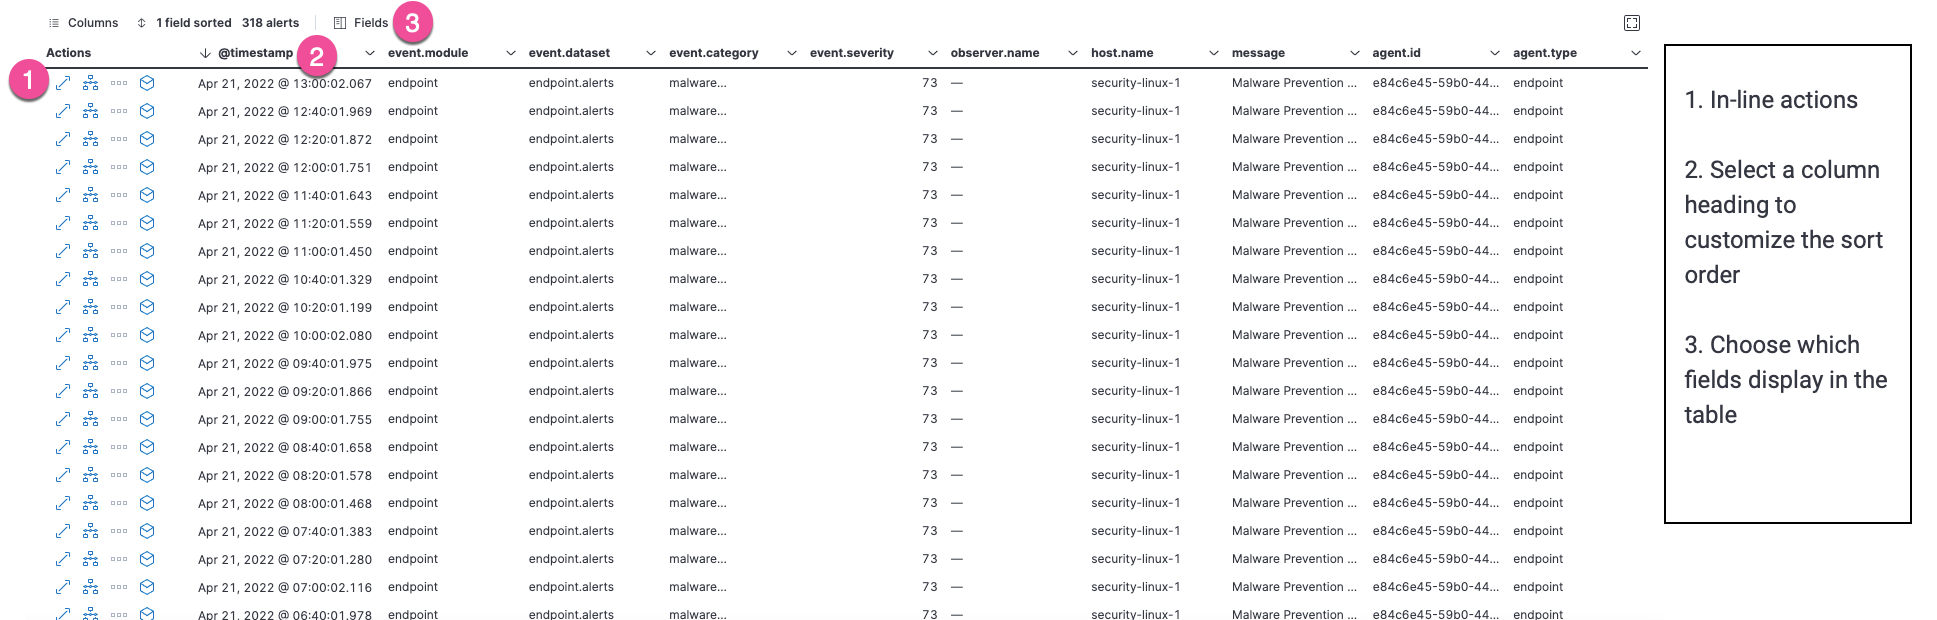 Columns 1 field sorted 318 alerts Fields 3
Actions @timestamp 2 event.module event.dataset event.category event.severity observer.name host.name message agent.id agent.type
1 Apr 21, 2022 @ 13:00:02.067 endpoint endpoint.alerts malware... 73 — security-linux-1 Malware Prevention ... e84c6e45-59b0-44... endpoint
Apr 21, 2022 @ 12:40:01.969 endpoint endpoint.alerts malware... 73 — security-linux-1 Malware Prevention ... e84c6e45-59b0-44... endpoint
Apr 21, 2022 @ 12:20:01.872 endpoint endpoint.alerts malware... 73 — security-linux-1 Malware Prevention ... e84c6e45-59b0-44... endpoint
Apr 21, 2022 @ 12:00:01.751 endpoint endpoint.alerts malware... 73 — security-linux-1 Malware Prevention ... e84c6e45-59b0-44... endpoint
Apr 21, 2022 @ 11:40:01.643 endpoint endpoint.alerts malware... 73 — security-linux-1 Malware Prevention ... e84c6e45-59b0-44... endpoint
Apr 21, 2022 @ 11:20:01.559 endpoint endpoint.alerts malware... 73 — security-linux-1 Malware Prevention ... e84c6e45-59b0-44... endpoint
Apr 21, 2022 @ 11:00:01.450 endpoint endpoint.alerts malware... 73 — security-linux-1 Malware Prevention ... e84c6e45-59b0-44... endpoint
Apr 21, 2022 @ 10:40:01.329 endpoint endpoint.alerts malware... 73 — security-linux-1 Malware Prevention ... e84c6e45-59b0-44... endpoint
Apr 21, 2022 @ 10:20:01.199 endpoint endpoint.alerts malware... 73 — security-linux-1 Malware Prevention ... e84c6e45-59b0-44... endpoint
Apr 21, 2022 @ 10:00:02.080 endpoint endpoint.alerts malware... 73 — security-linux-1 Malware Prevention ... e84c6e45-59b0-44... endpoint
Apr 21, 2022 @ 09:40:01.975 endpoint endpoint.alerts malware... 73 — security-linux-1 Malware Prevention ... e84c6e45-59b0-44... endpoint
Apr 21, 2022 @ 09:20:01.866 endpoint endpoint.alerts malware... 73 — security-linux-1 Malware Prevention ... e84c6e45-59b0-44... endpoint
Apr 21, 2022 @ 09:00:01.755 endpoint endpoint.alerts malware... 73 — security-linux-1 Malware Prevention ... e84c6e45-59b0-44... endpoint
Apr 21, 2022 @ 08:40:01.658 endpoint endpoint.alerts malware... 73 — security-linux-1 Malware Prevention ... e84c6e45-59b0-44... endpoint
Apr 21, 2022 @ 08:20:01.578 endpoint endpoint.alerts malware... 73 — security-linux-1 Malware Prevention ... e84c6e45-59b0-44... endpoint
Apr 21, 2022 @ 08:00:01.468 endpoint endpoint.alerts malware... 73 — security-linux-1 Malware Prevention ... e84c6e45-59b0-44... endpoint
Apr 21, 2022 @ 07:40:01.383 endpoint endpoint.alerts malware... 73 — security-linux-1 Malware Prevention ... e84c6e45-59b0-44... endpoint
Apr 21, 2022 @ 07:20:01.280 endpoint endpoint.alerts malware... 73 — security-linux-1 Malware Prevention ... e84c6e45-59b0-44... endpoint
Apr 21, 2022 @ 07:00:02.116 endpoint endpoint.alerts malware... 73 — security-linux-1 Malware Prevention ... e84c6e45-59b0-44... endpoint
Apr 21, 2022 @ 06:40:01.978 endpoint endpoint.alerts malware... 73 — security-linux-1 Malware Prevention ... e84c6e45-59b0-44... endpoint
1. In-line actions
2. Select a column
heading to
customize the sort
order
3. Choose which
fields display in the
table